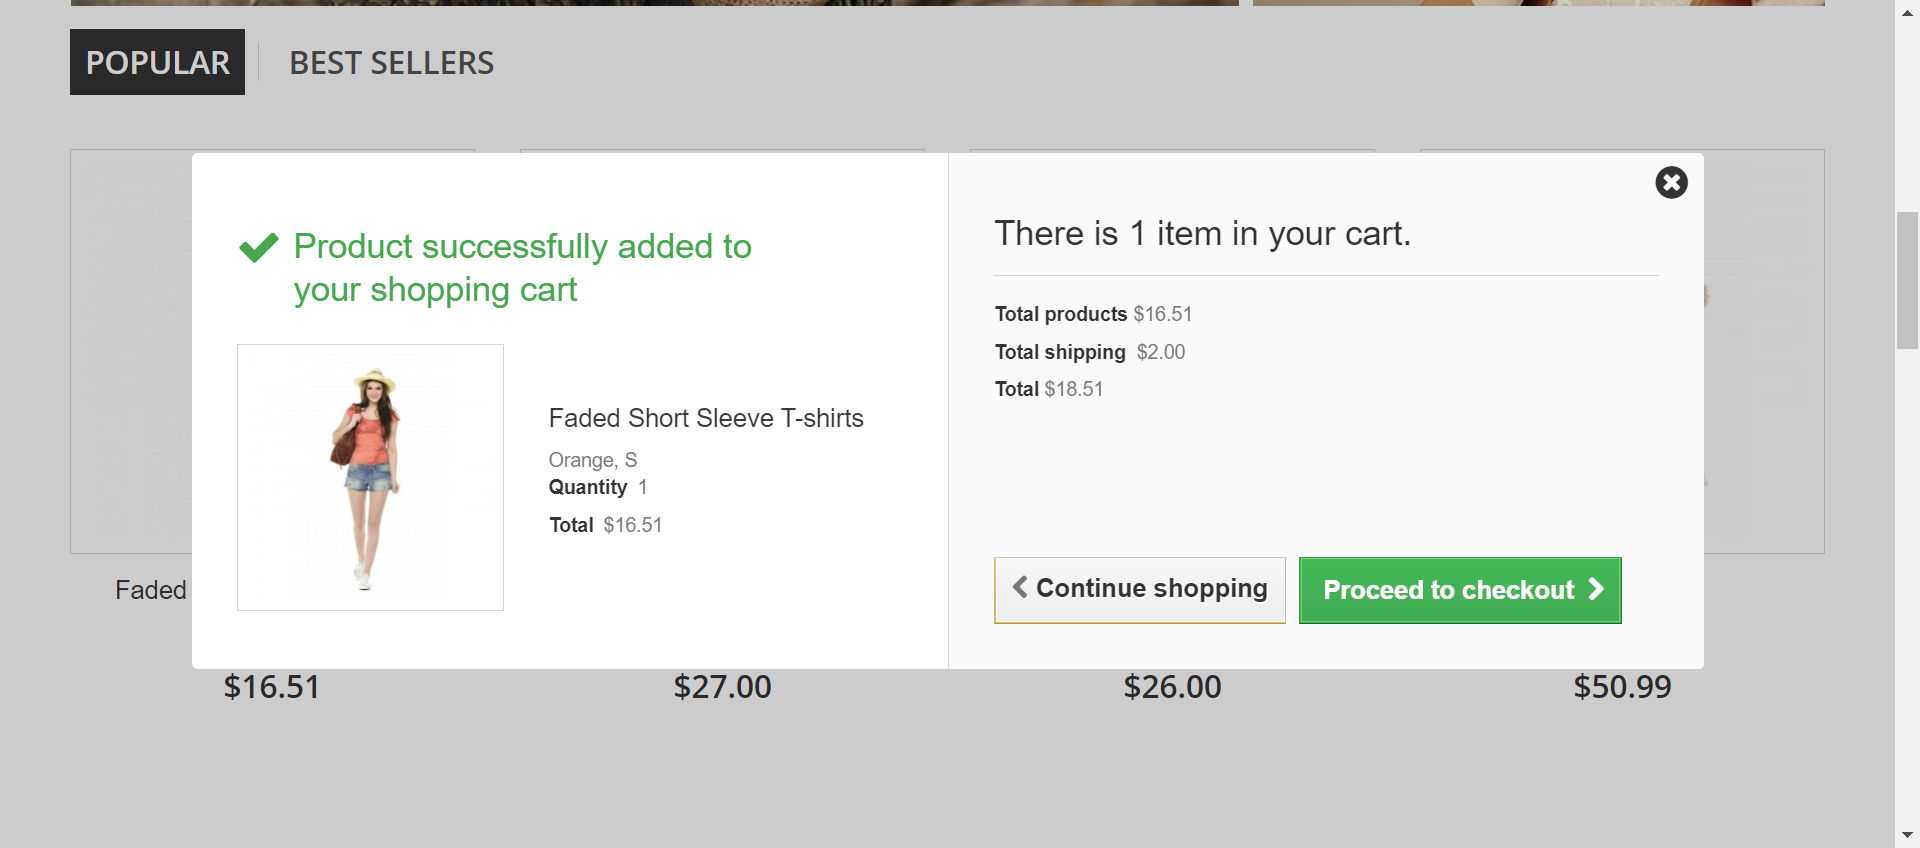 POPULAR
BEST SELLERS
Product successfully added to
your shopping cart
Faded Short Sleeve T-shirts
Orange, S
Quantity 1
Total $16.51
There is 1 item in your cart.
Total products $16.51
Total shipping $2.00
Total $18.51
Continue shopping
Proceed to checkout
Faded
$16.51
$27.00
$26.00
$50.99